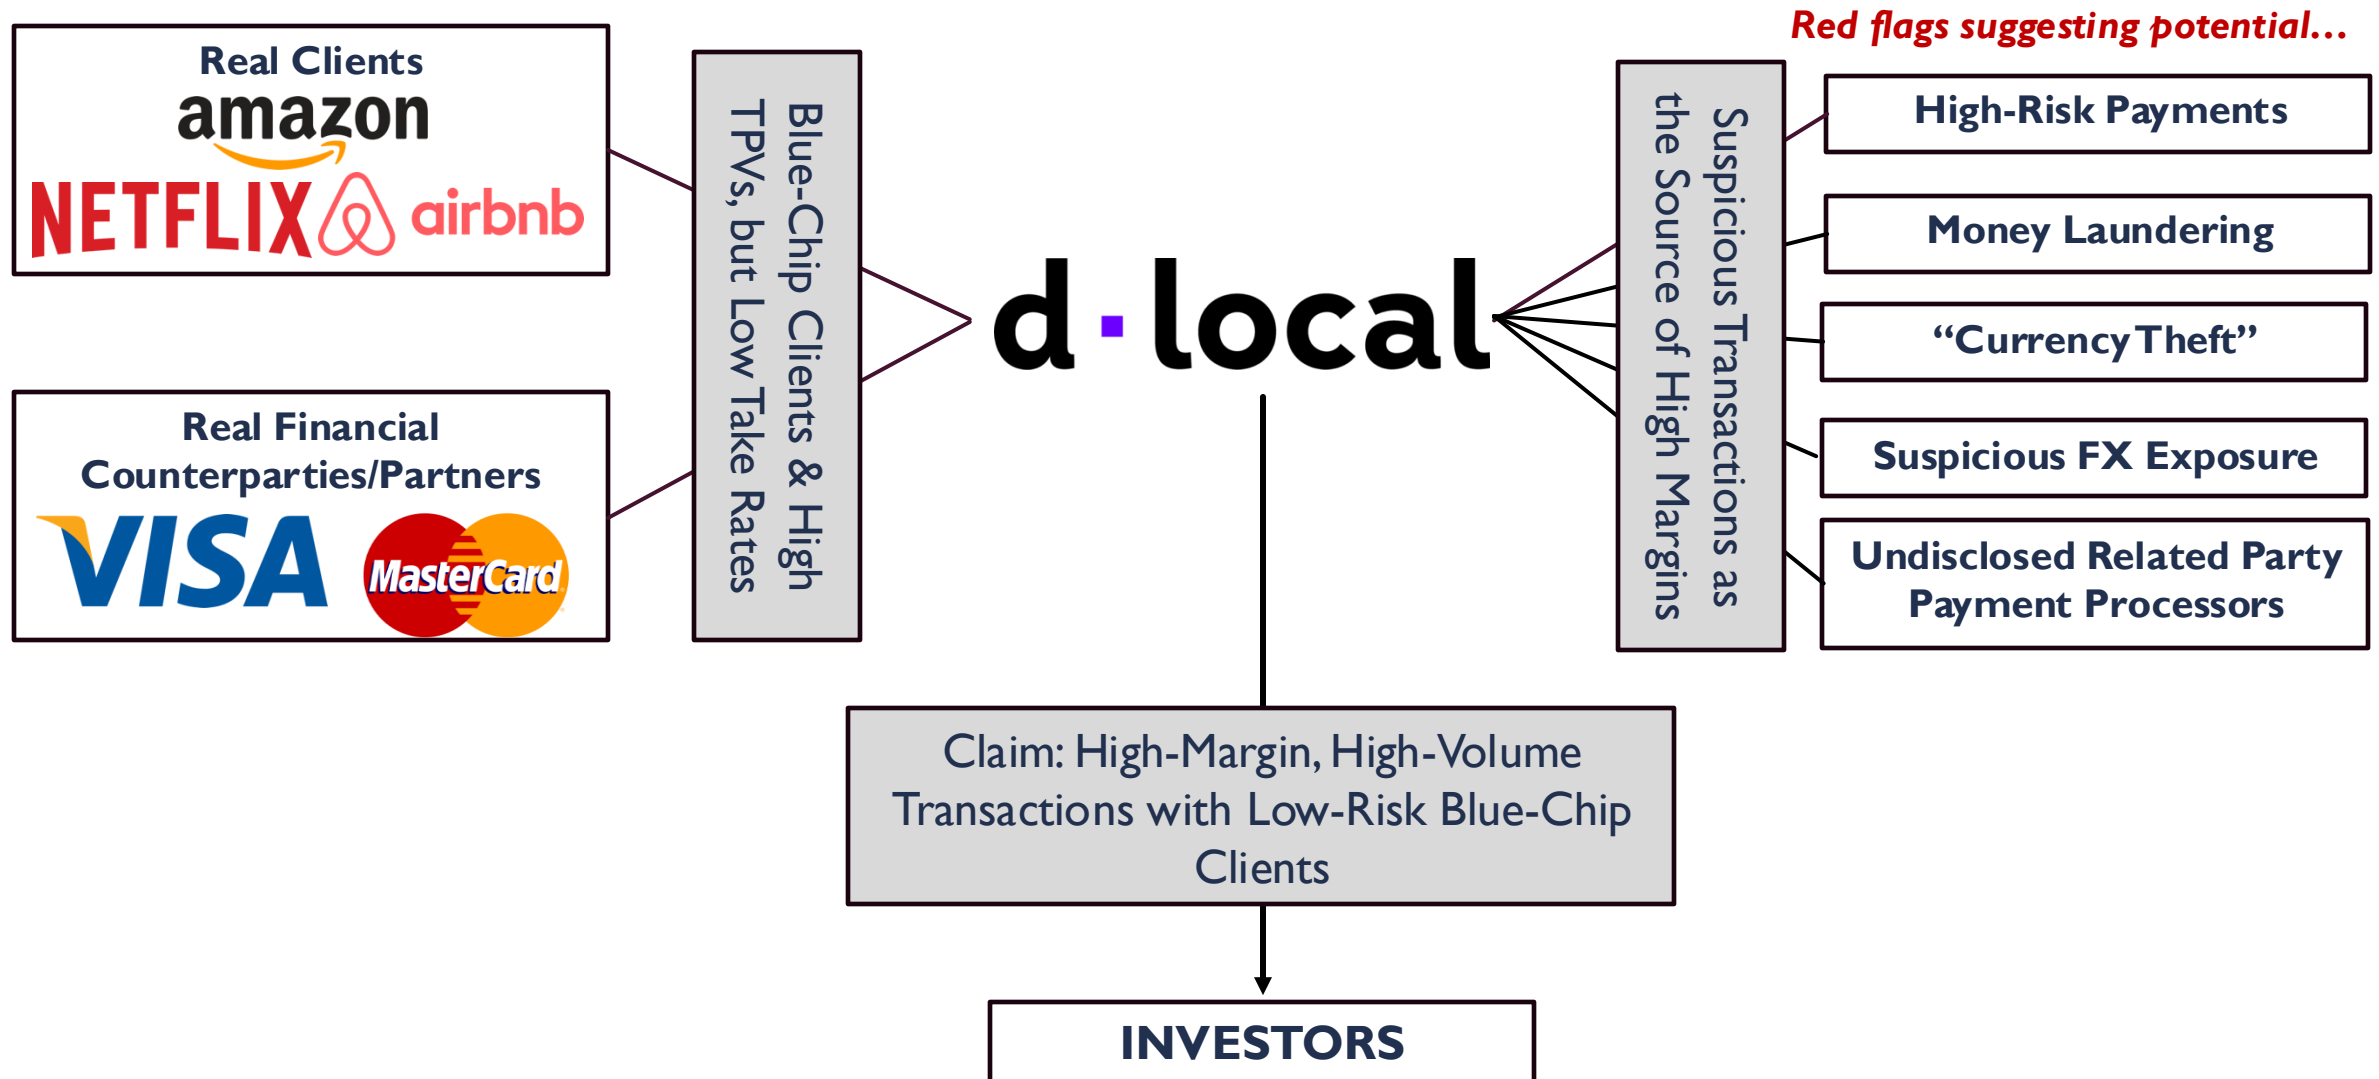 Red flags suggesting potential...
Real Clients
amazon
NETFLIX airbnb
Real Financial
Counterparties/Partners
VISA MasterCard
Blue-Chip Clients & High
TPVs, but Low Take Rates
d·local
Suspicious Transactions as
the Source of High Margins
High-Risk Payments
Money Laundering
“Currency Theft”
Suspicious FX Exposure
Undisclosed Related Party
Payment Processors
Claim: High-Margin, High-Volume
Transactions with Low-Risk Blue-Chip
Clients
INVESTORS